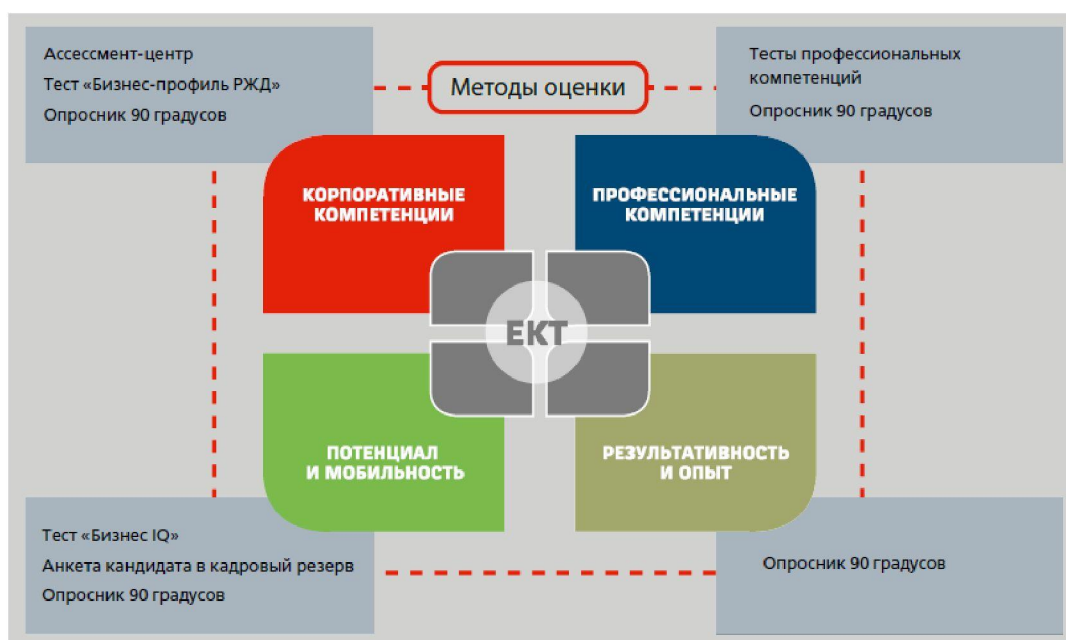 Ассессмент-центр
Тест «Бизнес-профиль РЖД»
Опросник 90 градусов
Методы оценки
Тесты профессиональных
компетенций
Опросник 90 градусов
КОРПОРАТИВНЫЕ
КОМПЕТЕНЦИИ
ПРОФЕССИОНАЛЬНЫЕ
КОМПЕТЕНЦИИ
ЕКТ
ПОТЕНЦИАЛ
И МОБИЛЬНОСТЬ
РЕЗУЛЬТАТИВНОСТЬ
И ОПЫТ
Тест «Бизнес IQ»
Анкета кандидата в кадровый резерв
Опросник 90 градусов
Опросник 90 градусов